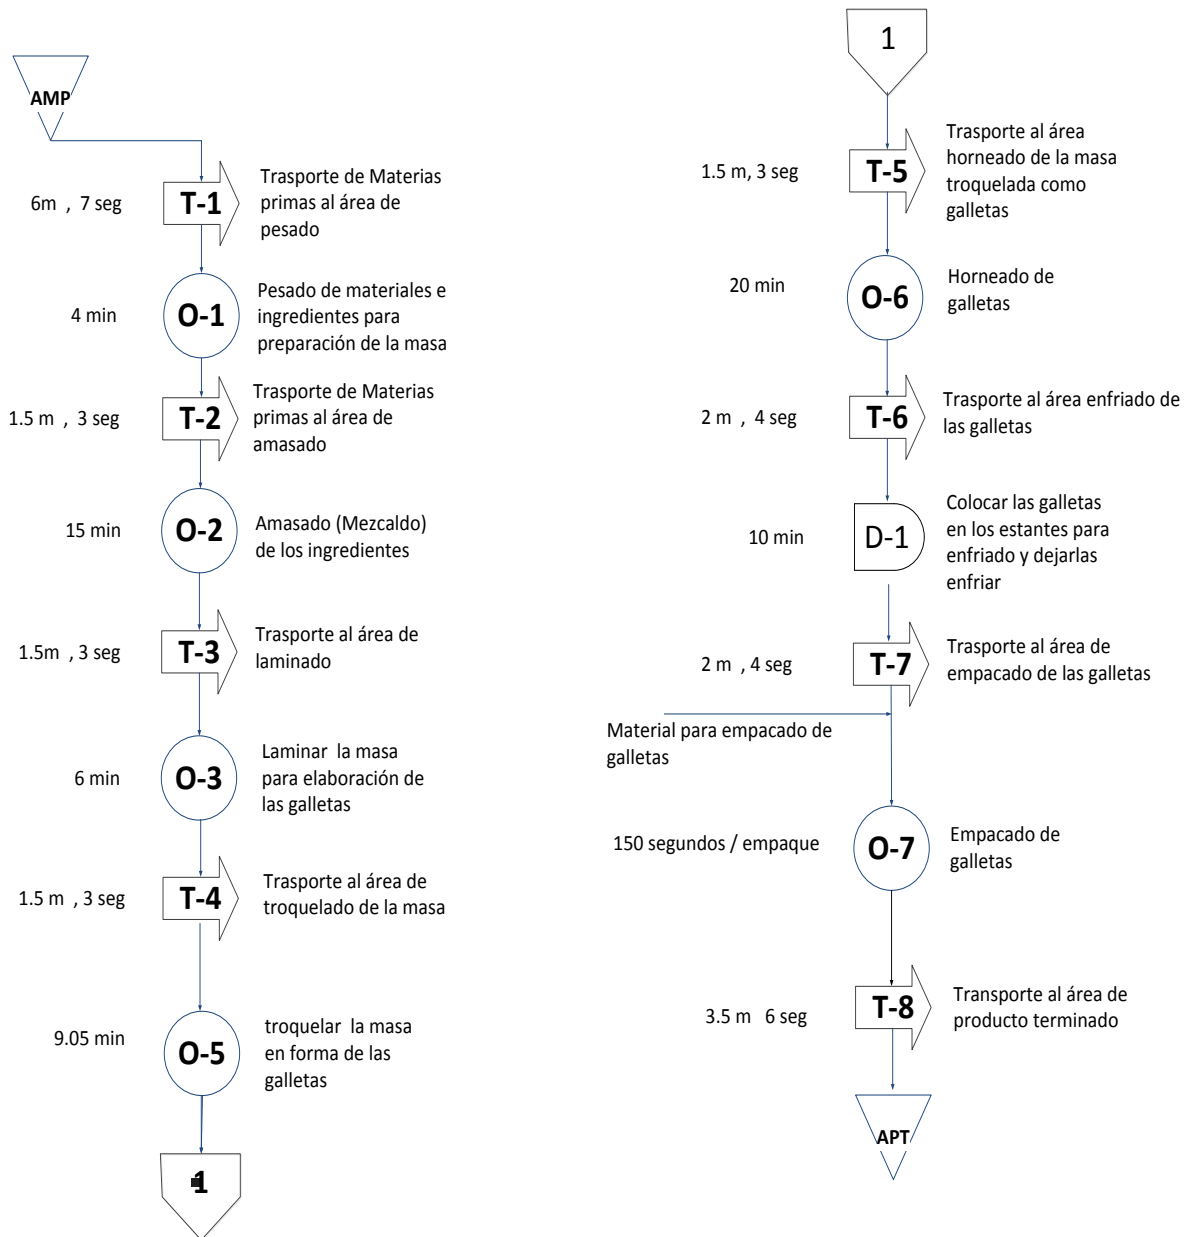 AMP
6m , 7 seg
T-1
Trasporte de Materias
primas al área de
pesado
4 min
O-1
Pesado de materiales e
ingredientes para
preparación de la masa
1.5 m , 3 seg
T-2
Trasporte de Materias
primas al área de
amasado
15 min
O-2
Amasado (Mezcaldo)
de los ingredientes
1.5m , 3 seg
T-3
Trasporte al área de
laminado
6 min
O-3
Laminar la masa
para elaboración de
las galletas
1.5 m , 3 seg
T-4
Trasporte al área de
troquelado de la masa
9.05 min
O-5
troquelar la masa
en forma de las
galletas
1
1
1.5 m, 3 seg
T-5
Trasporte al área
horneado de la masa
troquelada como
galletas
20 min
O-6
Horneado de
galletas
2 m , 4 seg
T-6
Trasporte al área enfriado de
las galletas
10 min
D-1
Colocar las galletas
en los estantes para
enfriado y dejarlas
enfriar
2 m , 4 seg
T-7
Trasporte al área de
empacado de las galletas
Material para empacado de
galletas
150 segundos / empaque
O-7
Empacado de
galletas
3.5 m 6 seg
T-8
Transporte al área de
producto terminado
APT